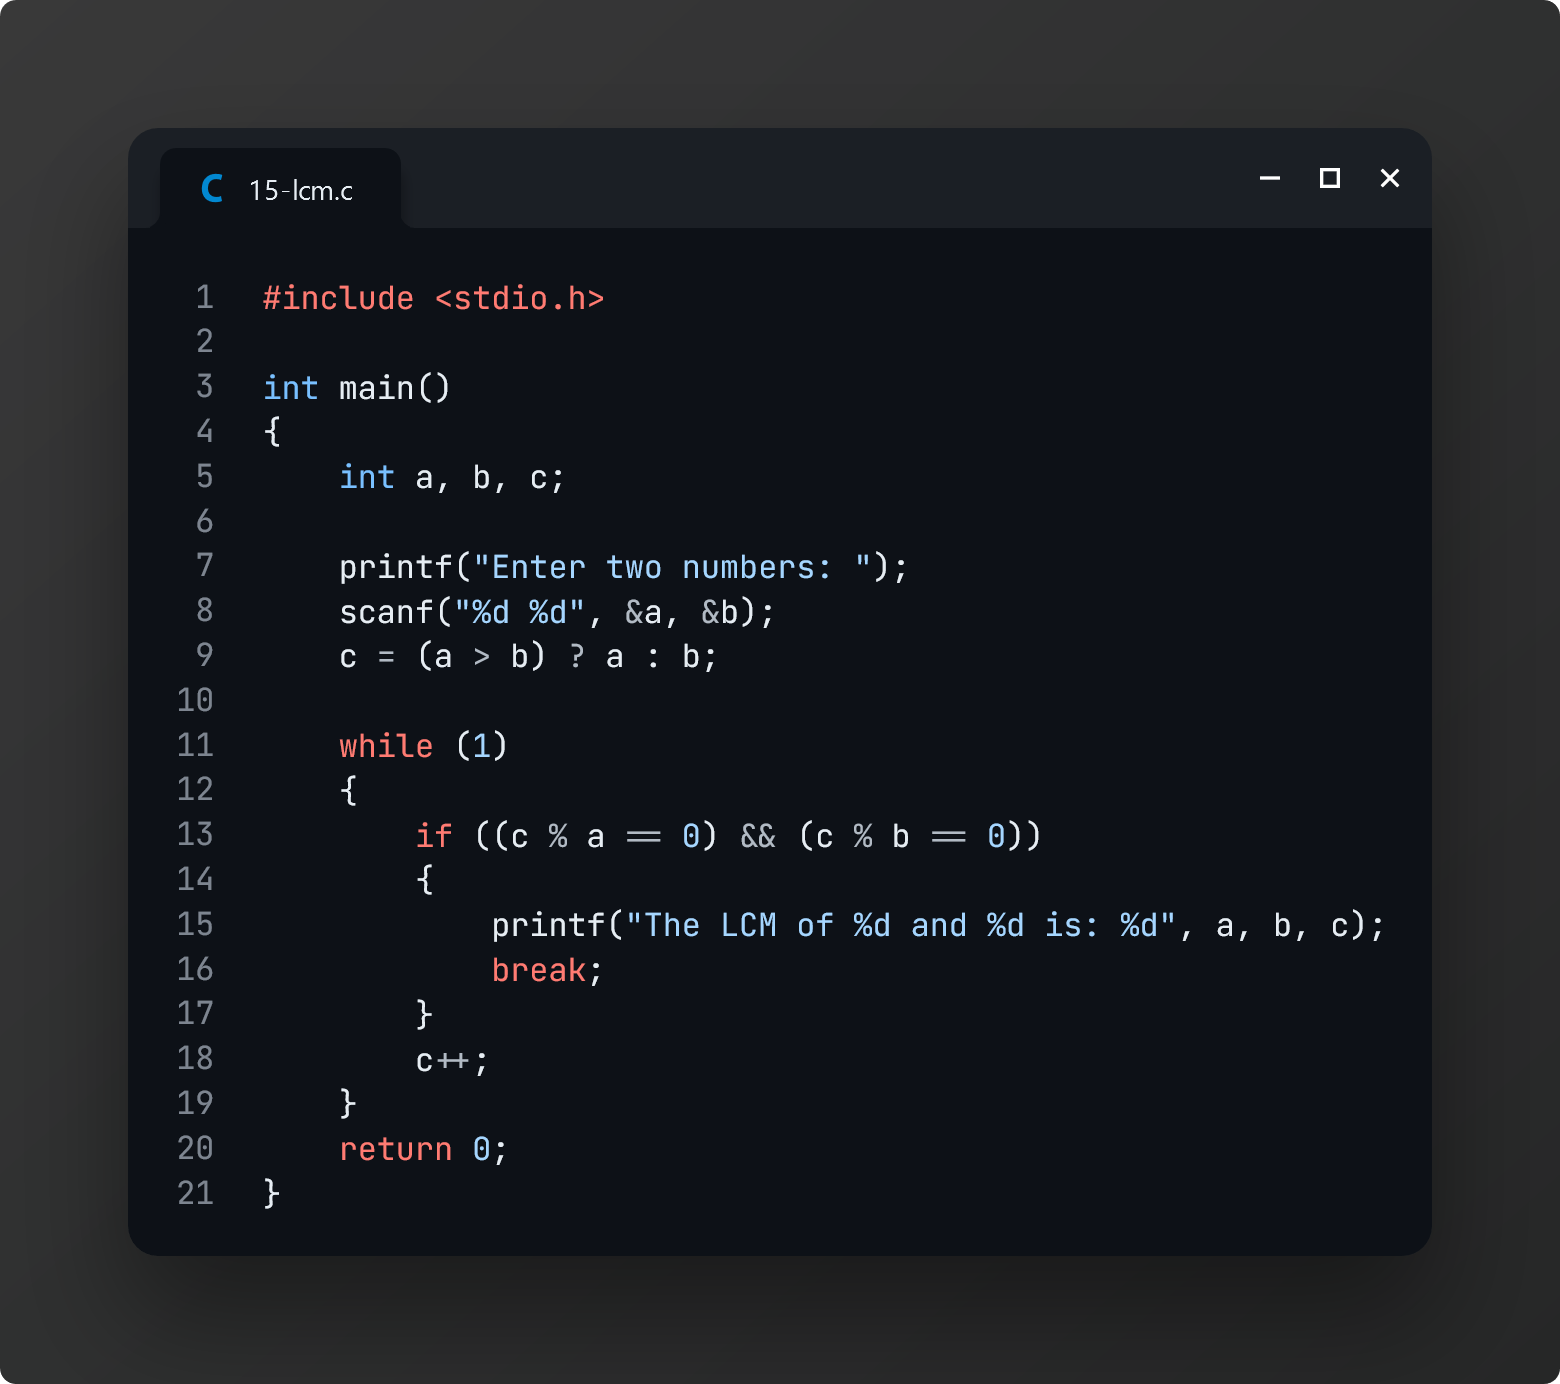 C 15-lcm.c
1 #include <stdio.h>
2
3 int main()
4 {
5     int a, b, c;
6
7     printf("Enter two numbers: ");
8     scanf("%d %d", &a, &b);
9     c = (a > b) ? a : b;
10
11     while (1)
12     {
13         if ((c % a == 0) && (c % b == 0))
14         {
15             printf("The LCM of %d and %d is: %d", a, b, c);
16             break;
17         }
18         c++;
19     }
20     return 0;
21 }